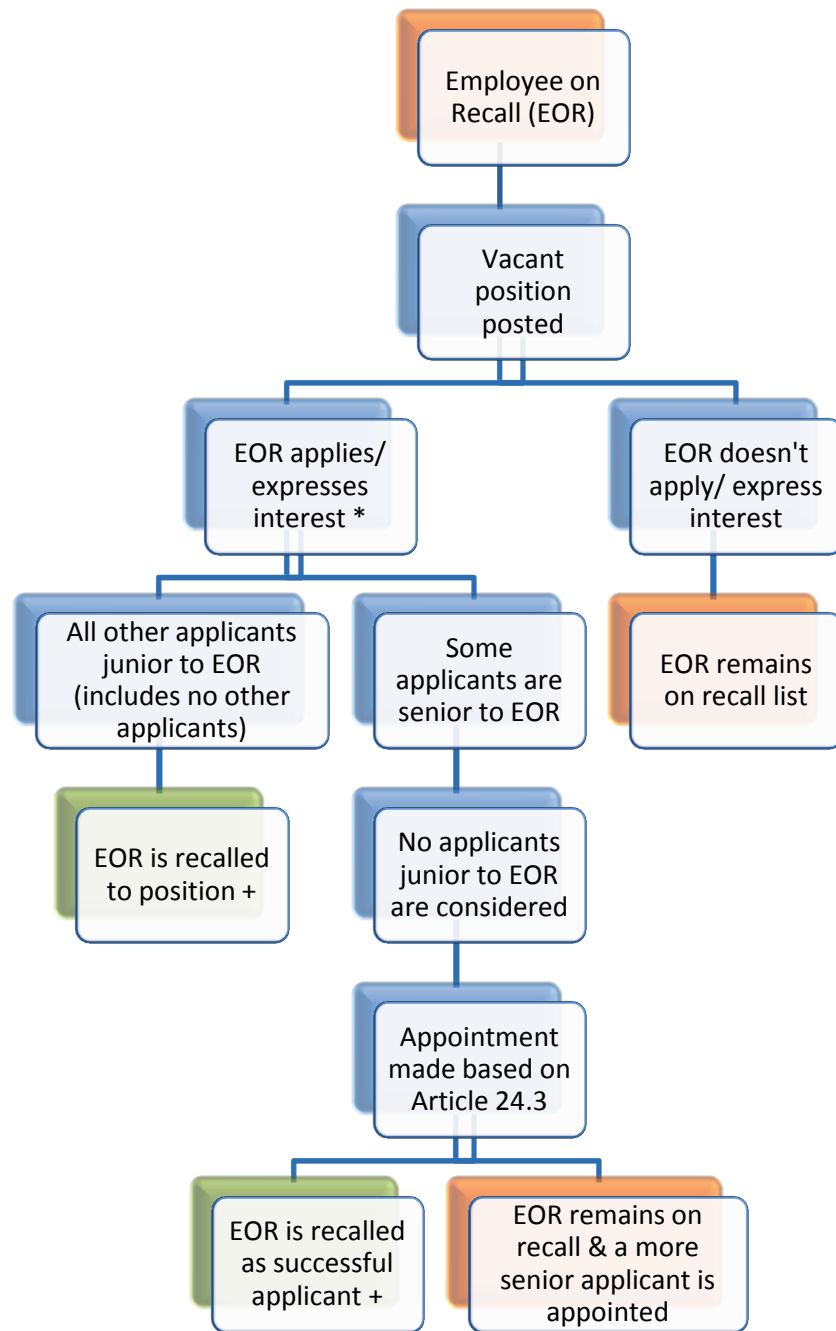 Employee on
Recall (EOR)
Vacant
position
posted
EOR applies/
expresses
interest *
EOR doesn't
apply/ express
interest
All other applicants
junior to EOR
(includes no other
applicants)
Some
applicants are
senior to EOR
EOR remains
on recall list
EOR is recalled
to position +
No applicants
junior to EOR
are considered
Appointment
made based on
Article 24.3
EOR is recalled
as successful
applicant +
EOR remains on
recall & a more
senior applicant is
appointed